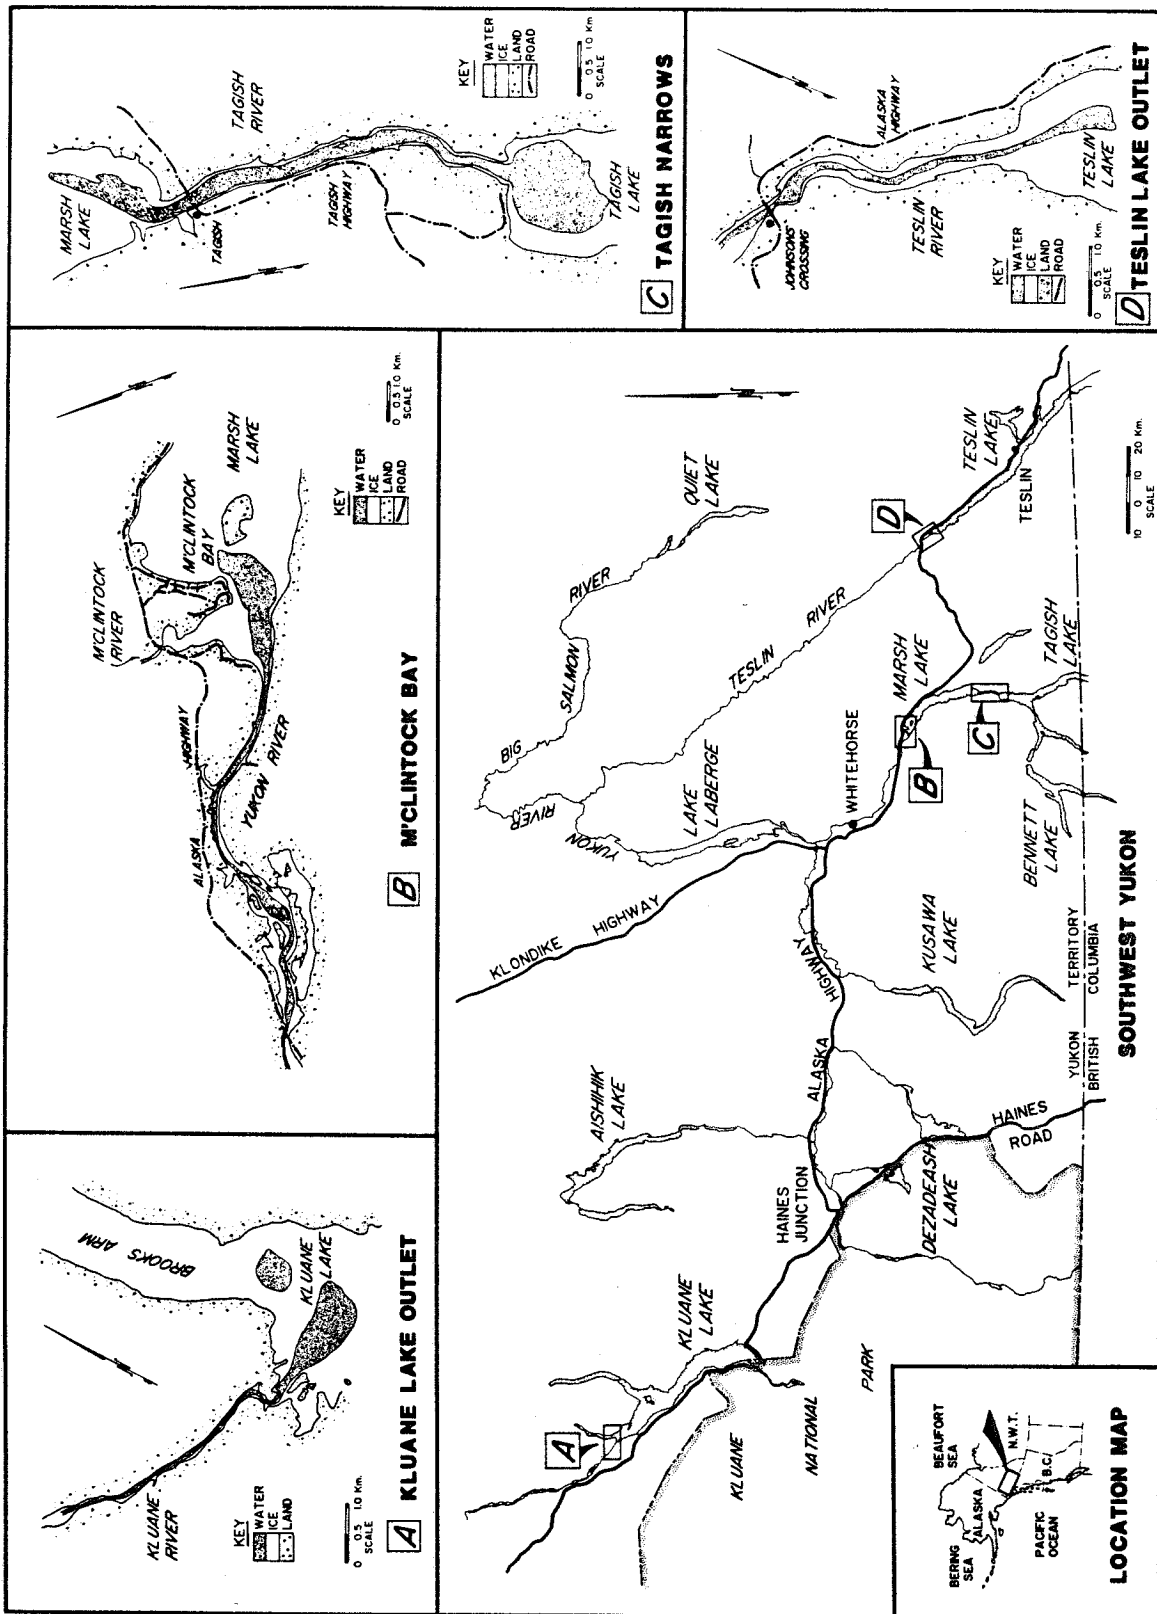 KLUANE
RIVER
BROOKS ARM
KLUANE
LAKE
KEY
WATER
ICE
LAND
0 0.5 1.0 Km.
SCALE
A KLUANE LAKE OUTLET
M'CLINTOCK
RIVER
M'CLINTOCK
BAY
MARSH
LAKE
ALASKA
HIGHWAY
YUKON RIVER
KEY
WATER
ICE
LAND
ROAD
0 0.5 1.0 Km.
SCALE
B M'CLINTOCK BAY
MARSH
LAKE
TAGISH
RIVER
TAGISH
TAGISH
HIGHWAY
TAGISH
LAKE
KEY
WATER
ICE
LAND
ROAD
0 0.5 1.0 Km
SCALE
C TAGISH NARROWS
JOHNSONS
CROSSING
ALASKA
HIGHWAY
TESLIN
RIVER
TESLIN
LAKE
KEY
WATER
ICE
LAND
ROAD
0 0.5 1.0 Km
SCALE
D TESLIN LAKE OUTLET
A
KLUANE
LAKE
KLUANE
NATIONAL
PARK
AISHIHIK
LAKE
HAINES
JUNCTION
DEZADEASH
LAKE
HAINES
ROAD
ALASKA
HIGHWAY
KLONDIKE HIGHWAY
KUSAWA
LAKE
YUKON TERRITORY
BRITISH COLUMBIA
YUKON
RIVER
BIG
SALMON
RIVER
QUIET
LAKE
LAKE
LABERGE
TESLIN
RIVER
WHITEHORSE
MARSH
LAKE
B
C
D
BENNETT
LAKE
TAGISH
LAKE
TESLIN
LAKE
TESLIN
10 0 10 20 Km.
SCALE
SOUTHWEST YUKON
BERING
SEA
BEAUFORT
SEA
ALASKA
N.W.T.
B.C.
PACIFIC
OCEAN
LOCATION MAP